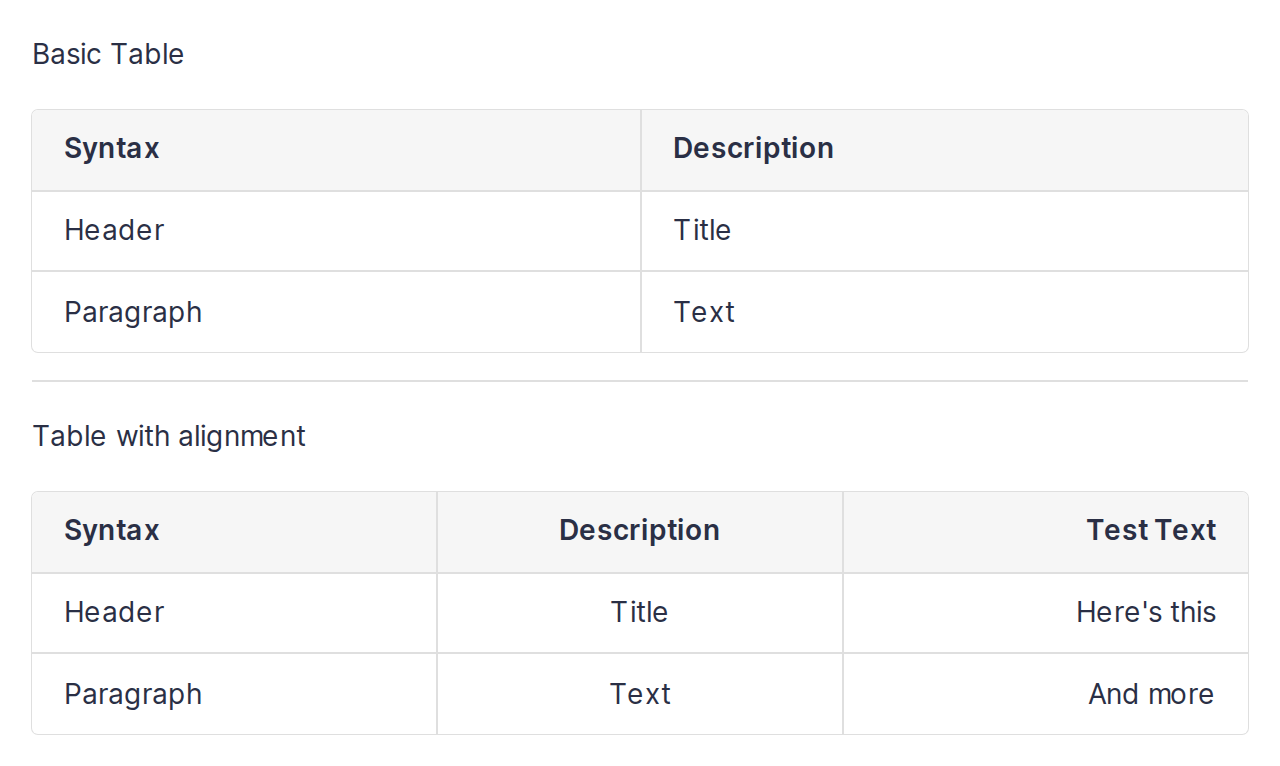 Basic Table
Syntax Description
Header Title
Paragraph Text
Table with alignment
Syntax Description Test Text
Header Title Here's this
Paragraph Text And more